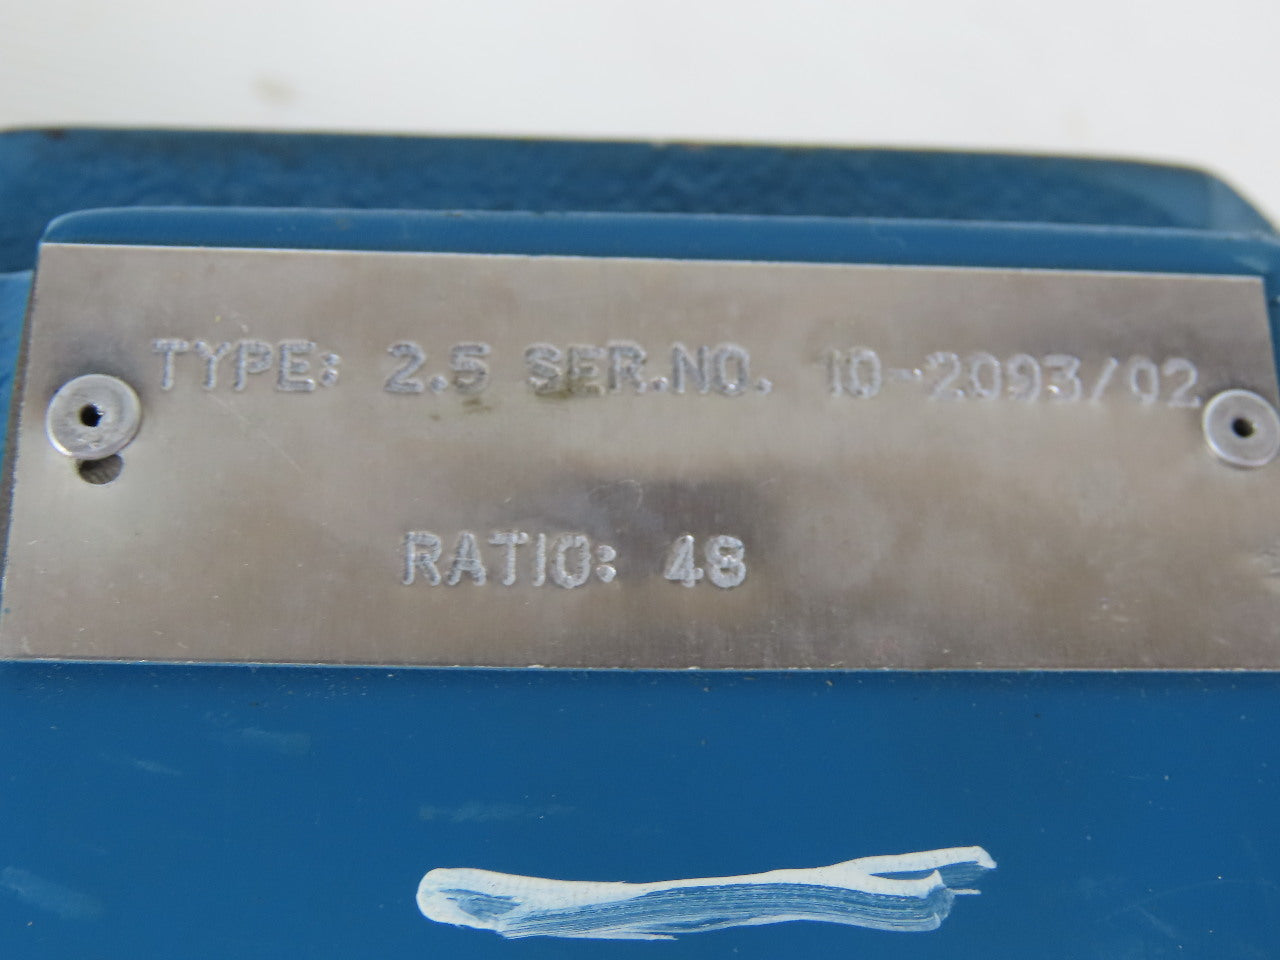 TYPE: 2.5 SER.NO. 10-2093/02
RATIO: 48